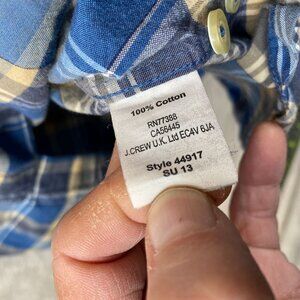 100% Cotton
RN77388
CA56445
J.CREW U.K. Ltd EC4V 6JA
Style 44917
SU 13